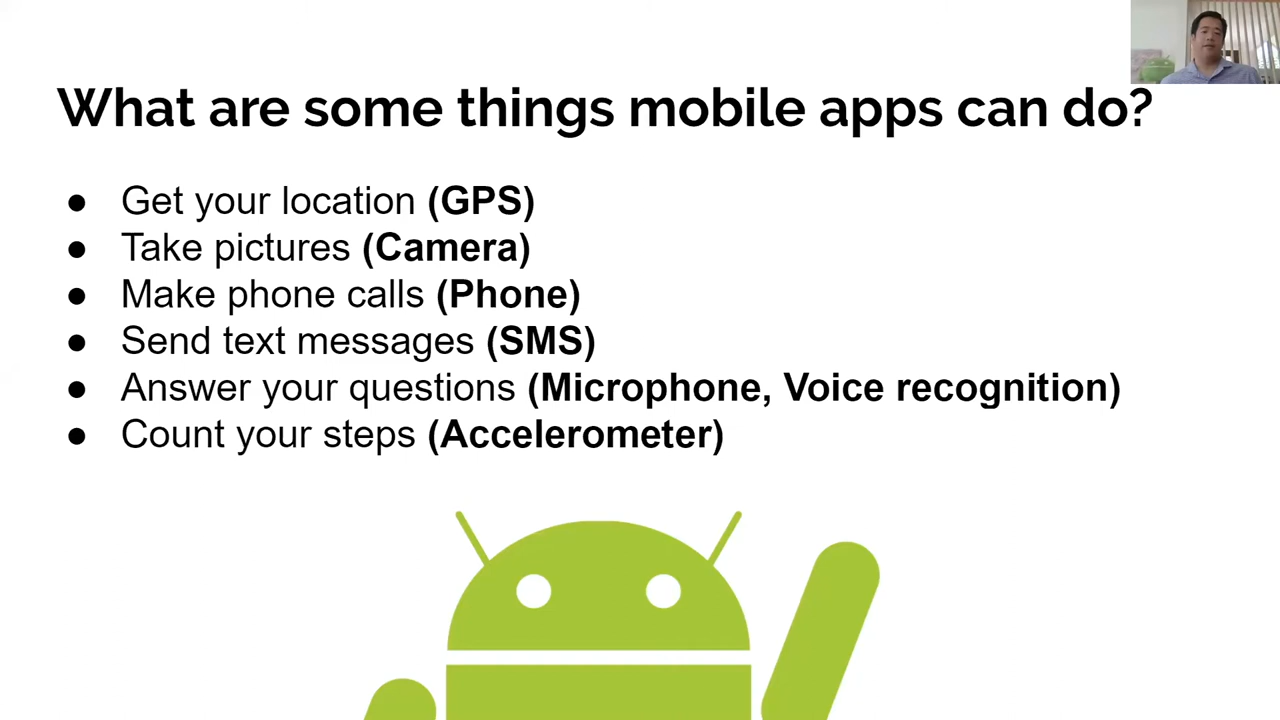 What are some things mobile apps can do?
● Get your location (GPS)
● Take pictures (Camera)
● Make phone calls (Phone)
● Send text messages (SMS)
● Answer your questions (Microphone, Voice recognition)
● Count your steps (Accelerometer)